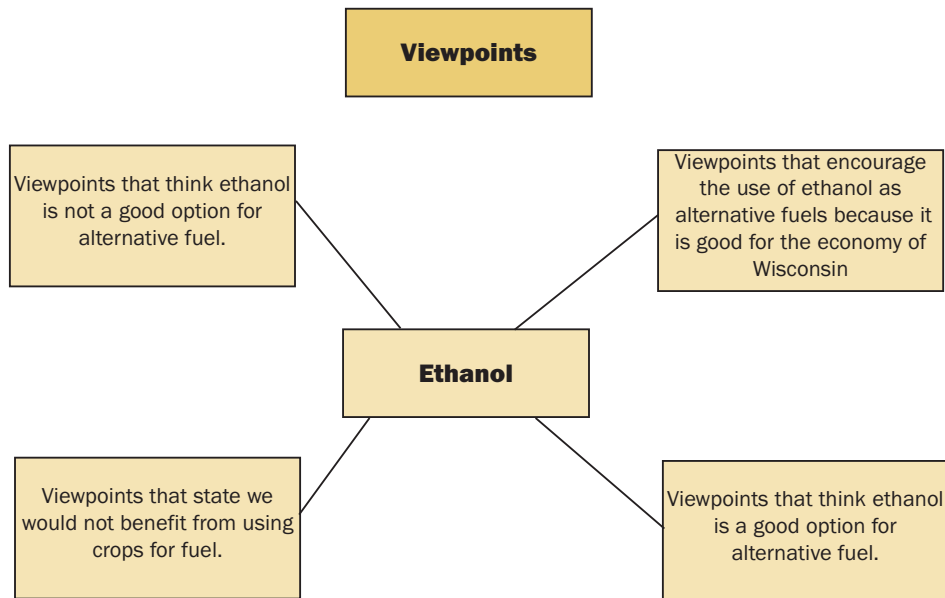 Viewpoints
Viewpoints that think ethanol
is not a good option for
alternative fuel.
Viewpoints that encourage
the use of ethanol as
alternative fuels because it
is good for the economy of
Wisconsin
Ethanol
Viewpoints that state we
would not benefit from using
crops for fuel.
Viewpoints that think ethanol
is a good option for
alternative fuel.